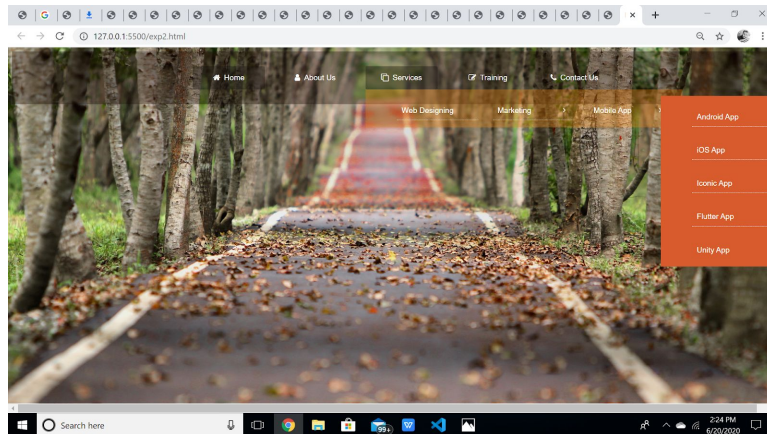 127.0.0.1:5500/exp2.html
Home About Us Services Training Contact Us
Web Designing Marketing > Mobile App >
Android App
iOS App
Iconic App
Flutter App
Unity App
Search here
99+
2:24 PM
6/20/2020